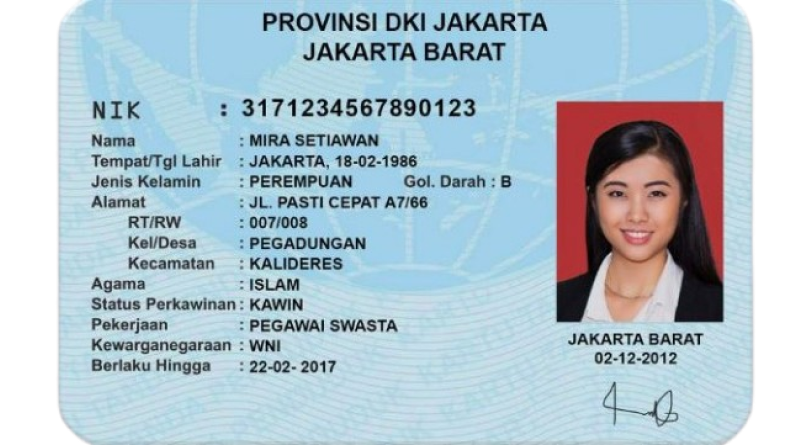 PROVINSI DKI JAKARTA
JAKARTA BARAT
NIK : 3171234567890123
Nama : MIRA SETIAWAN
Tempat/Tgl Lahir : JAKARTA, 18-02-1986
Jenis Kelamin : PEREMPUAN Gol. Darah : B
Alamat : JL. PASTI CEPAT A7/66
RT/RW : 007/008
Kel/Desa : PEGADUNGAN
Kecamatan : KALIDERES
Agama : ISLAM
Status Perkawinan : KAWIN
Pekerjaan : PEGAWAI SWASTA
Kewarganegaraan : WNI
Berlaku Hingga : 22-02- 2017
JAKARTA BARAT
02-12-2012